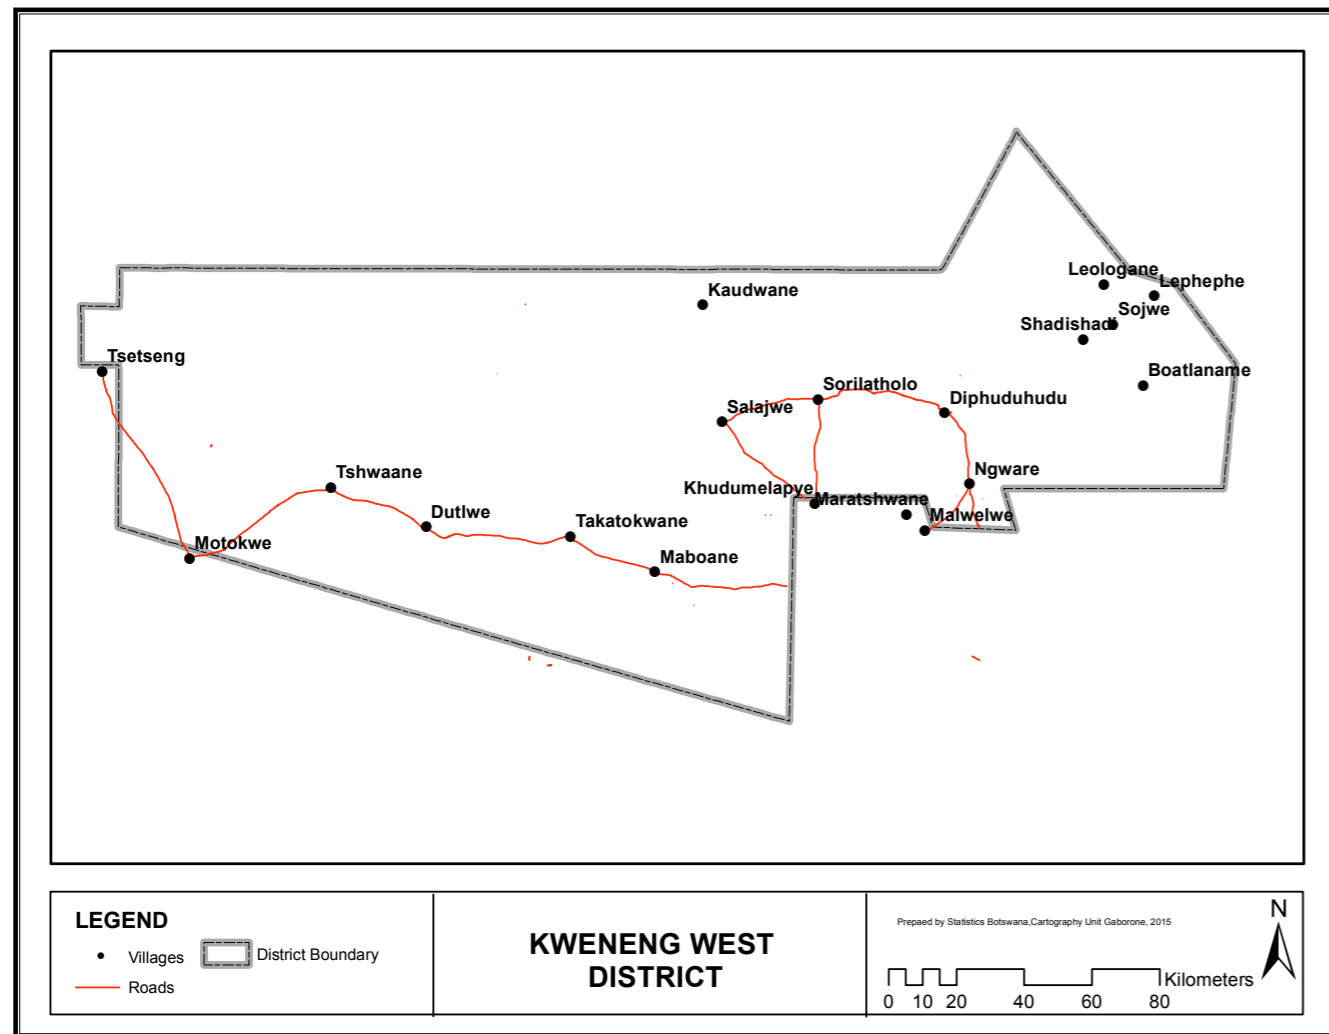 Leologane
Lephephe
Kaudwane
Sojwe
Shadishadi
Tsetseng
Boatlaname
Sorilatholo
Diphuduhudu
Salajwe
Tshwaane
Ngware
Khudumelapye
Maratshwane
Dutlwe
Malwelwe
Takatokwane
Motokwe
Maboane
LEGEND
Villages
District Boundary
Roads
KWENENG WEST
DISTRICT
Prepaed by Statistics Botswana,Cartography Unit Gaborone, 2015
N
Kilometers
0 10 20 40 60 80